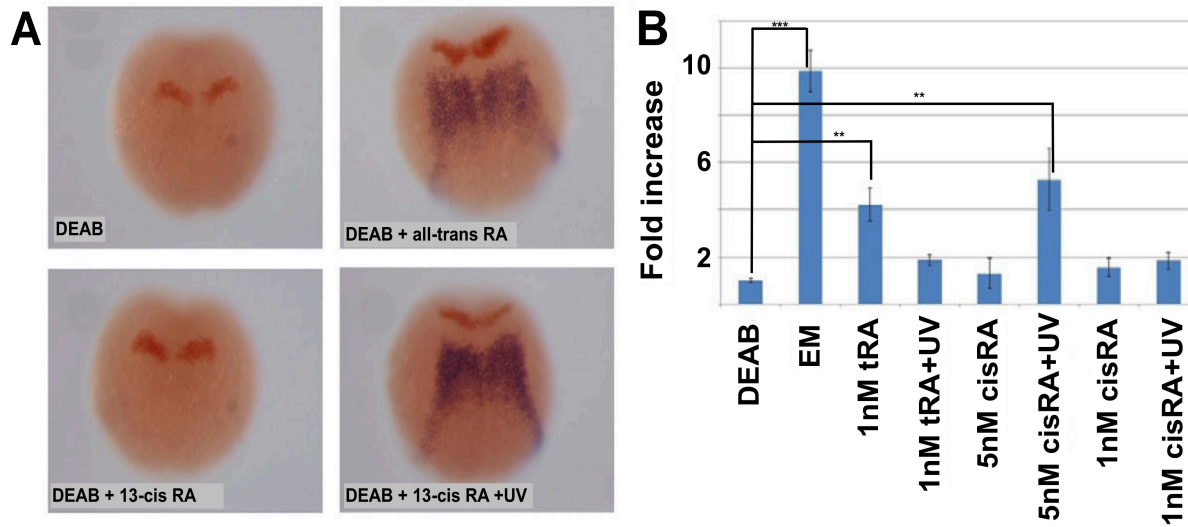 A
DEAB
DEAB + all-trans RA
DEAB + 13-cis RA
DEAB + 13-cis RA +UV
B
Fold increase
10
6
2
***
**
**
DEAB
EM
1nM tRA
1nM tRA+UV
5nM cisRA
5nM cisRA+UV
1nM cisRA
1nM cisRA+UV